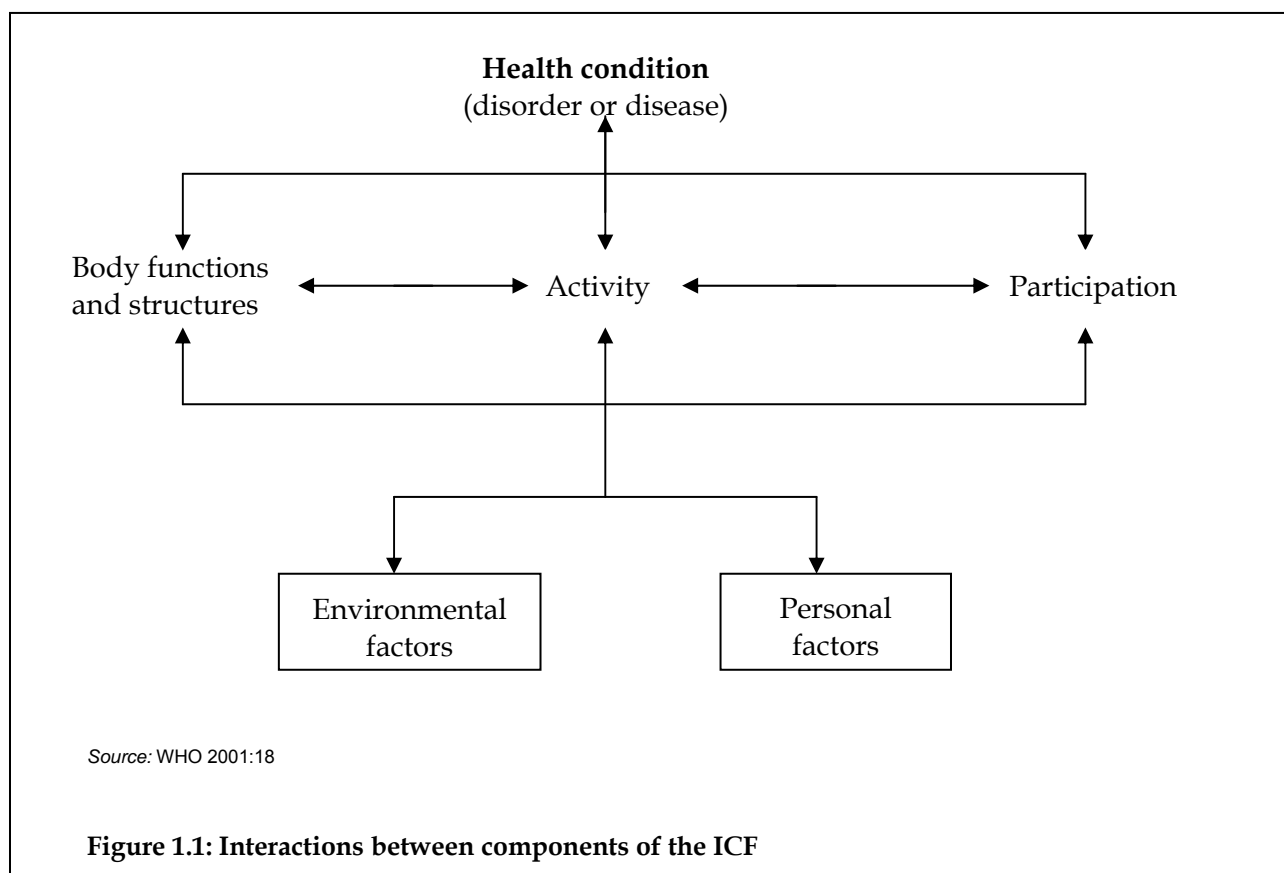 Health condition
(disorder or disease)
Body functions
and structures
Activity
Participation
Environmental
factors
Personal
factors
Source: WHO 2001:18
Figure 1.1: Interactions between components of the ICF